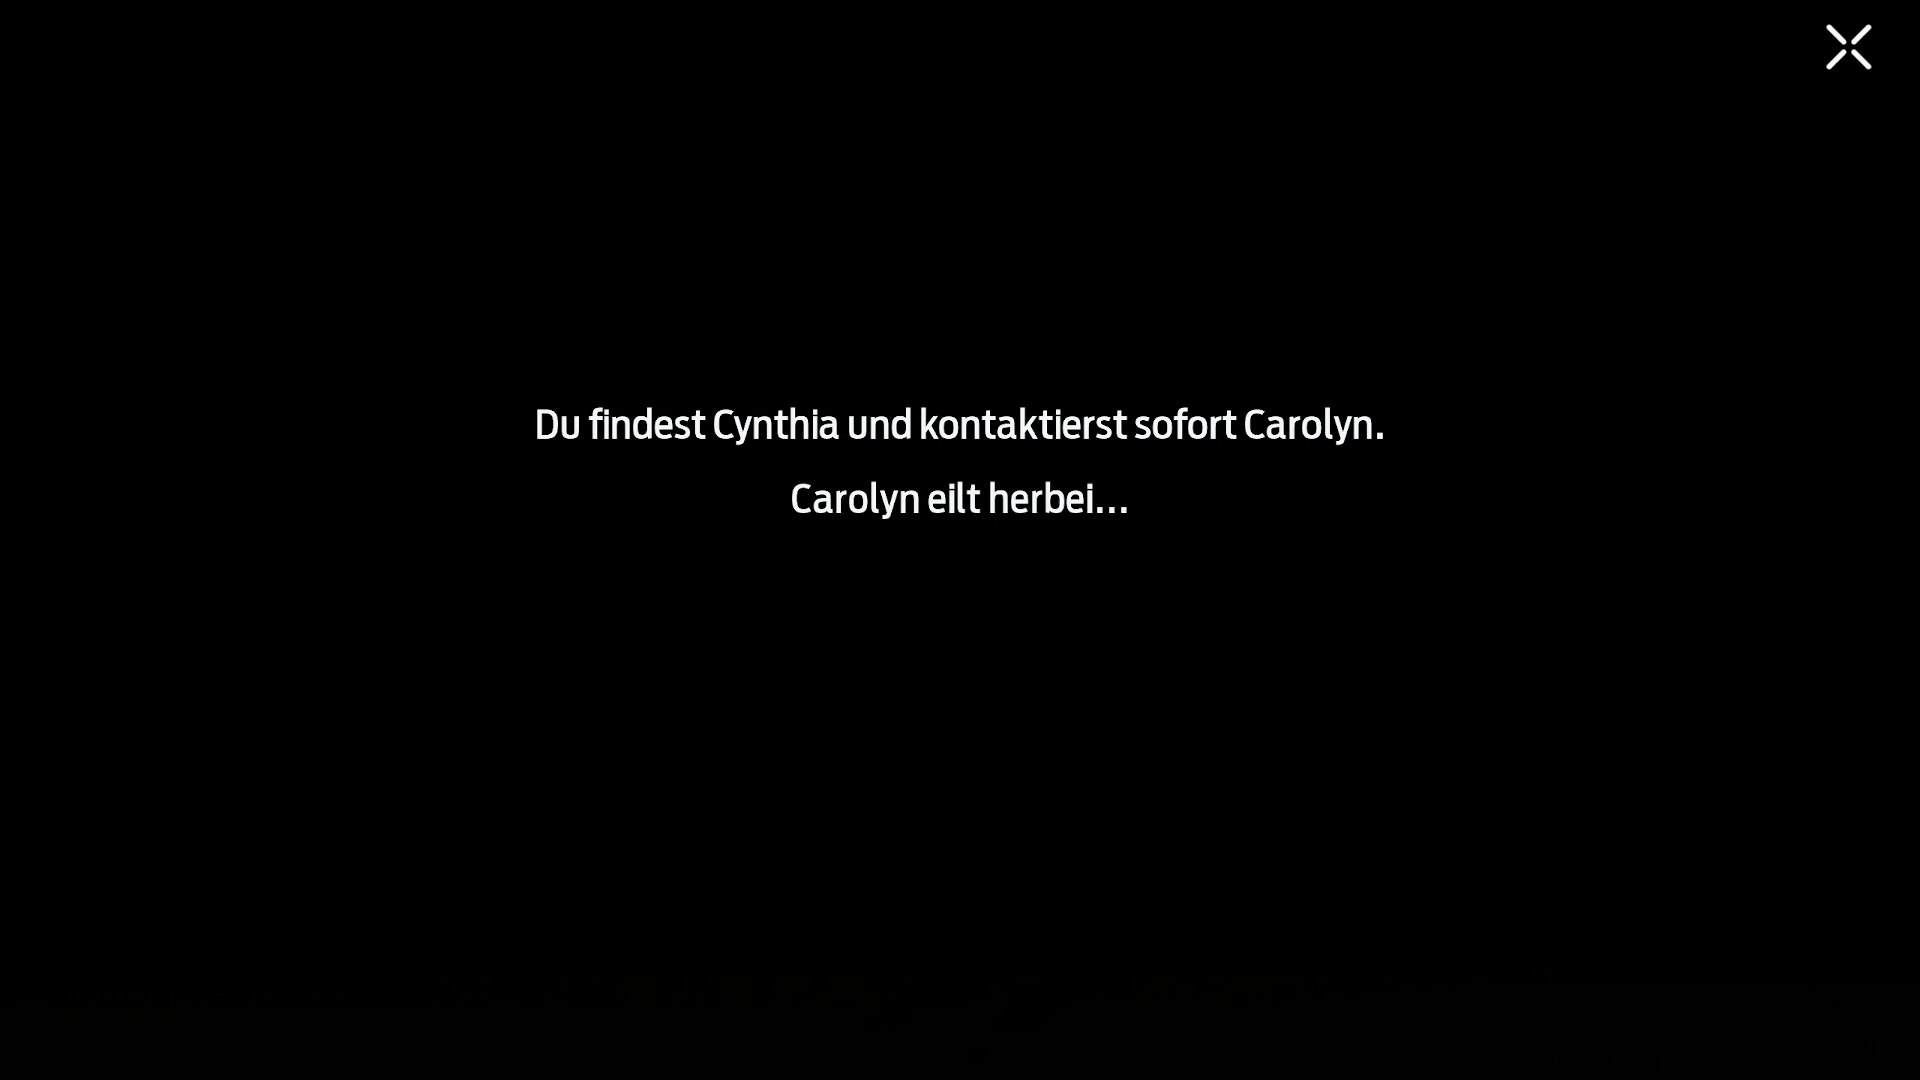 Du findest Cynthia und kontaktierst sofort Carolyn.
Carolyn eilt herbei...